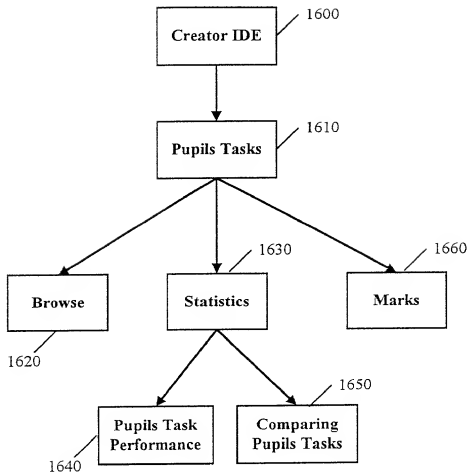 1600
Creator IDE
1610
Pupils Tasks
1630
1660
Browse
Statistics
Marks
1620
1650
Pupils Task
Performance
Comparing
Pupils Tasks
1640